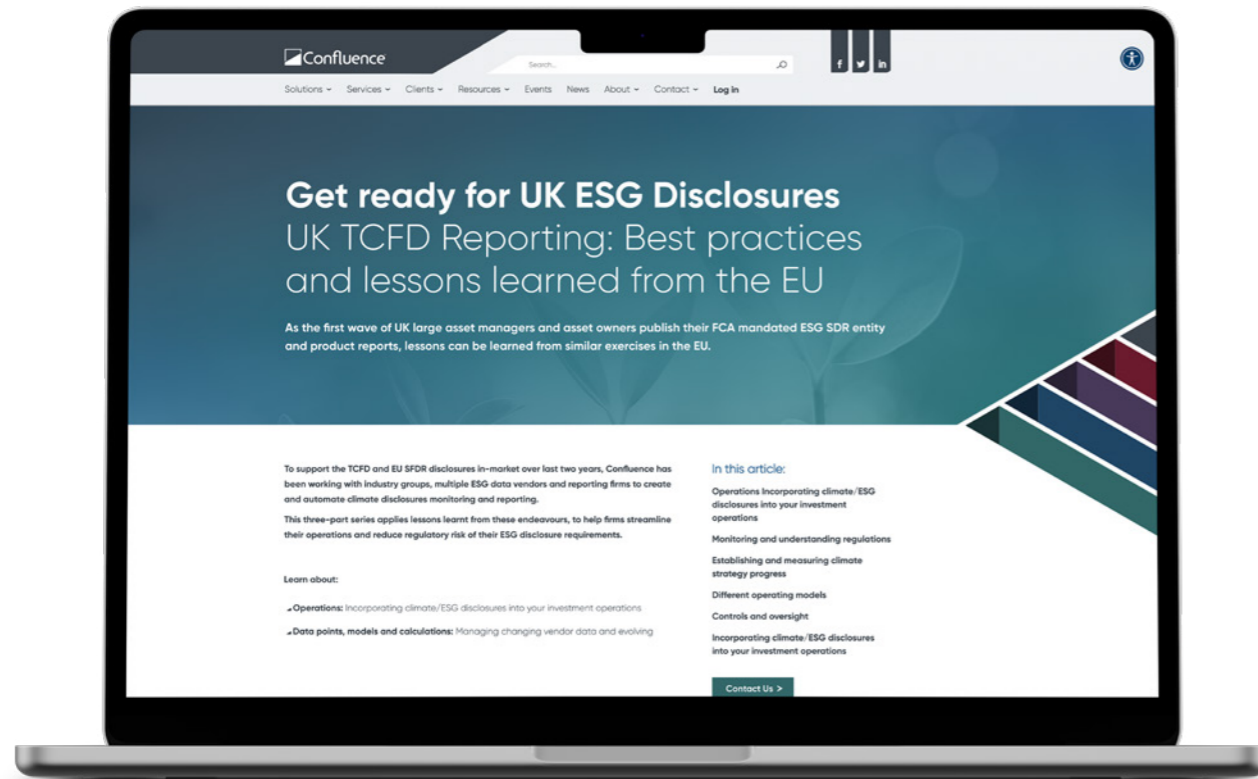 Confluence
Search...
f in
Solutions Services Clients Resources Events News About Contact Log in
Get ready for UK ESG Disclosures
UK TCFD Reporting: Best practices
and lessons learned from the EU
As the first wave of UK large asset managers and asset owners publish their FCA mandated ESG SDR entity
and product reports, lessons can be learned from similar exercises in the EU.
To support the TCFD and EU SFDR disclosures in-market over last two years, Confluence has
been working with industry groups, multiple ESG data vendors and reporting firms to create
and automate climate disclosures monitoring and reporting.
This three-part series applies lessons learnt from these endeavours, to help firms streamline
their operations and reduce regulatory risk of their ESG disclosure requirements.
Learn about:
Operations: Incorporating climate/ESG disclosures into your investment operations
Data points, models and calculations: Managing changing vendor data and evolving
In this article:
Operations Incorporating climate/ESG
disclosures into your investment
operations
Monitoring and understanding regulations
Establishing and measuring climate
strategy progress
Different operating models
Controls and oversight
Incorporating climate/ESG disclosures
into your investment operations
Contact Us >